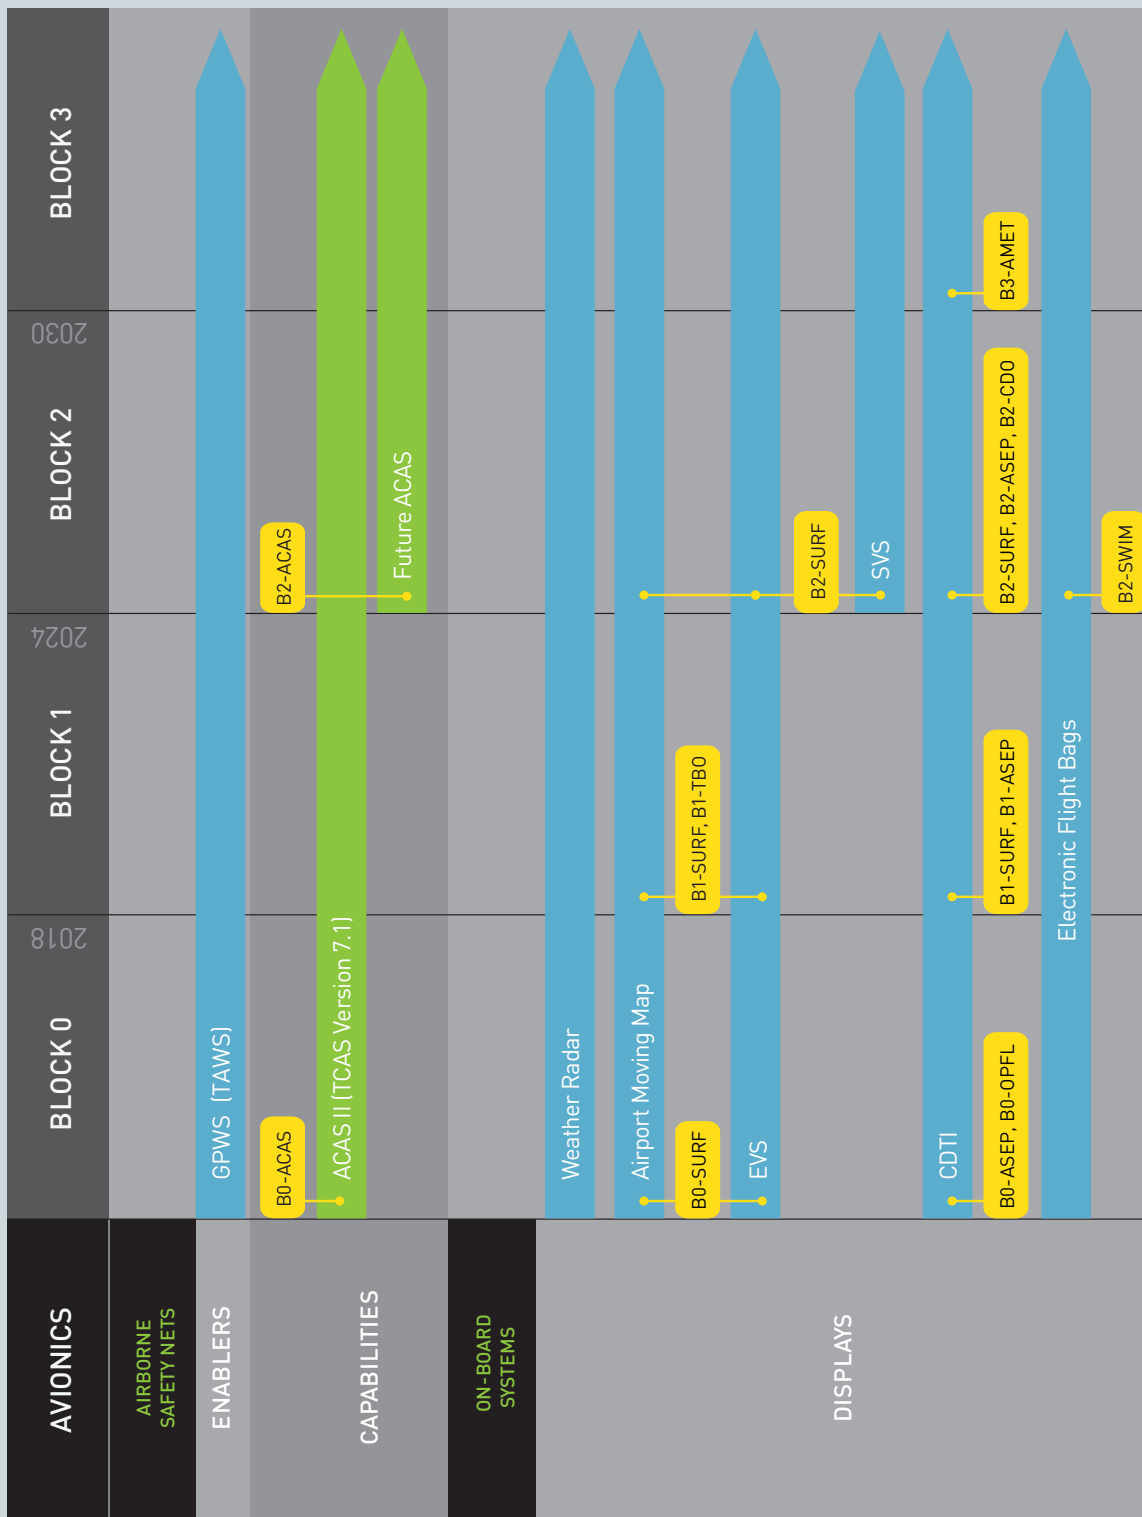 AVIONICS
BLOCK 0
2018
BLOCK 1
2024
BLOCK 2
2030
BLOCK 3
AIRBORNE
SAFETY NETS
ENABLERS
GPWS (TAWS)
CAPABILITIES
B0-ACAS
B2-ACAS
ACAS II (TCAS Version 7.1)
Future ACAS
ON-BOARD
SYSTEMS
DISPLAYS
Weather Radar
Airport Moving Map
B0-SURF
B1-SURF, B1-TBO
EVS
B2-SURF
SVS
CDTI
B0-ASEP, B0-OPFL
B1-SURF, B1-ASEP
B2-SURF, B2-ASEP, B2-CDO
B3-AMET
Electronic Flight Bags
B2-SWIM